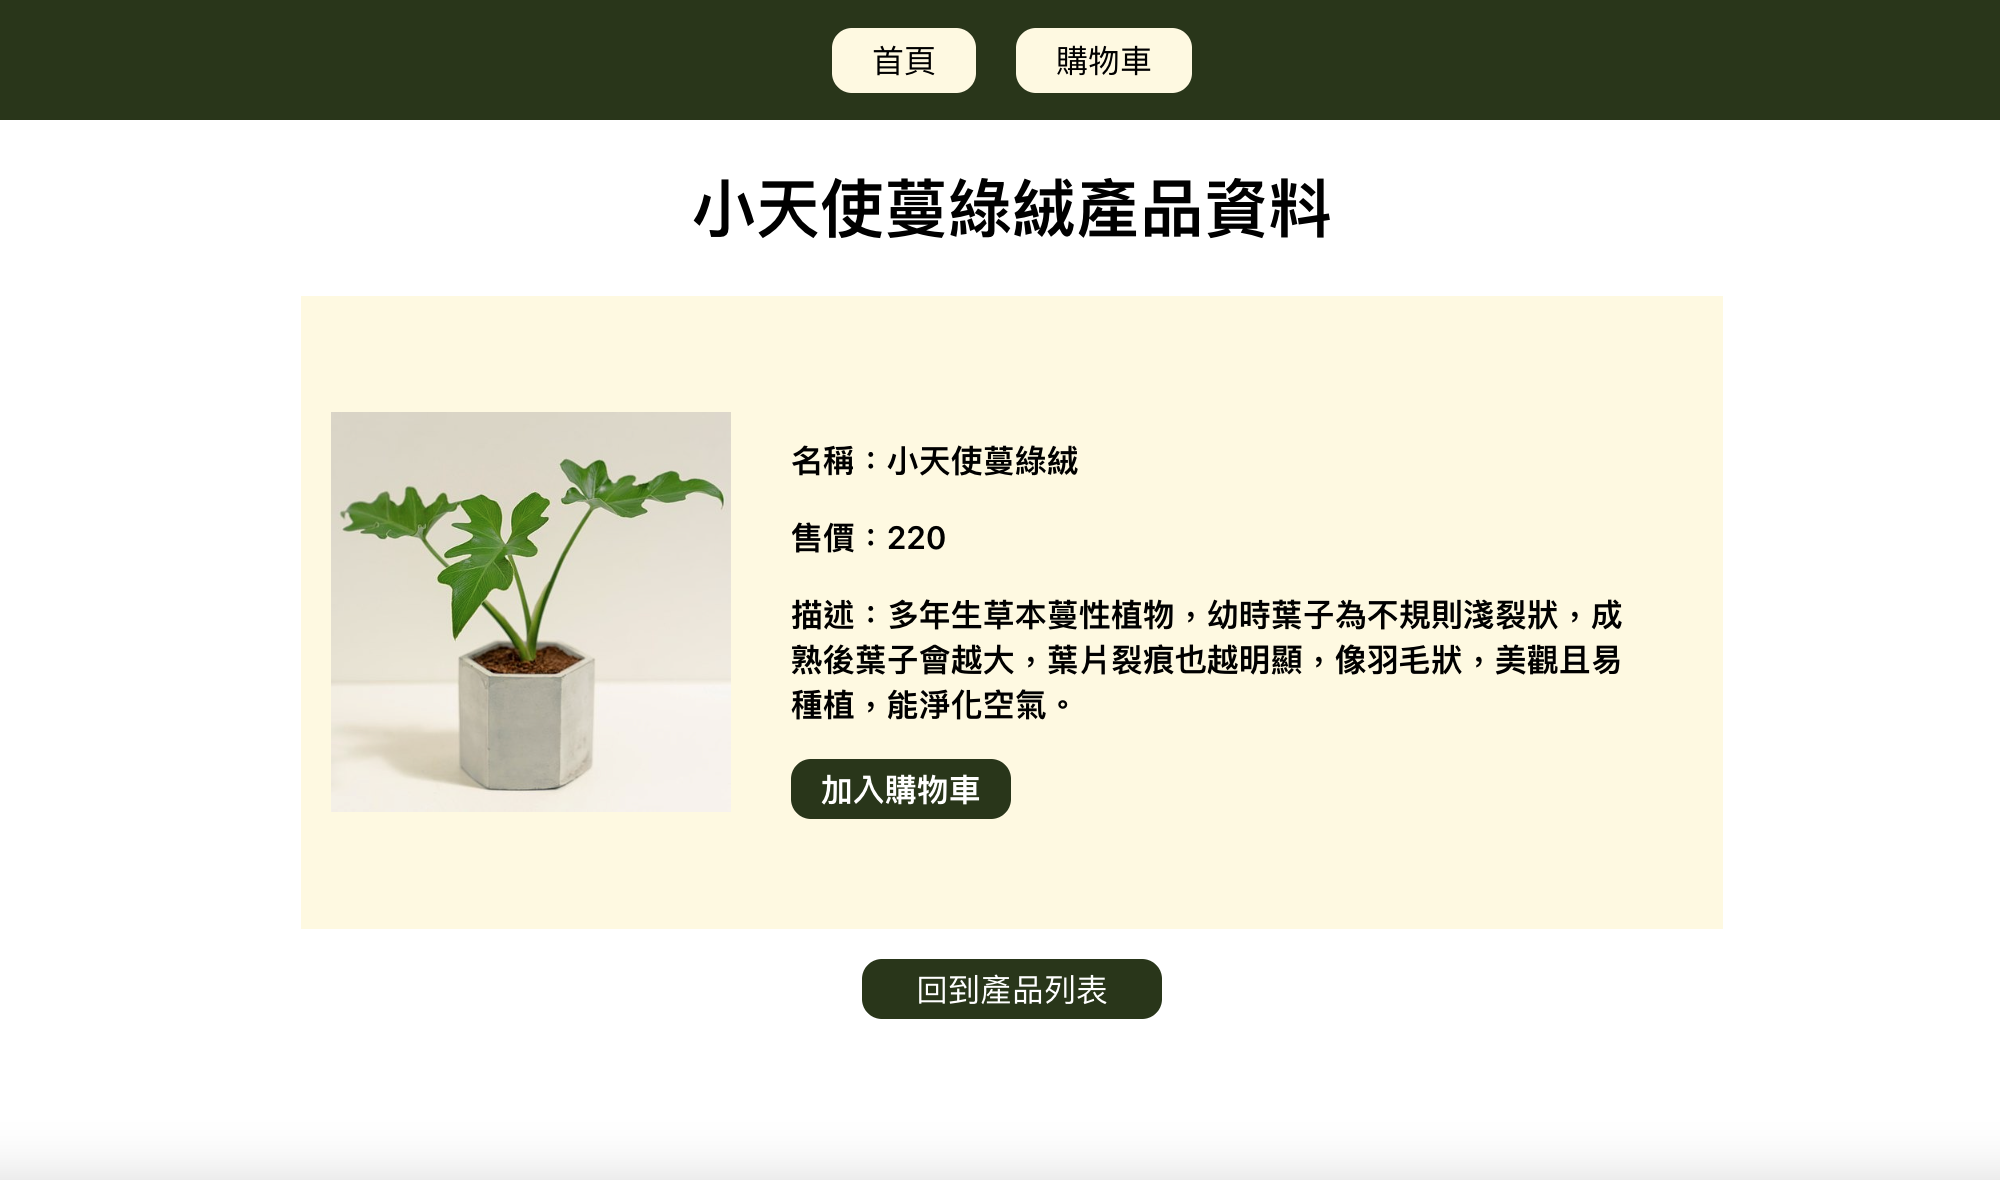 首頁
購物車
小天使蔓綠絨產品資料
名稱：小天使蔓綠絨
售價：220
描述：多年生草本蔓性植物，幼時葉子為不規則淺裂狀，成
熟後葉子會越大，葉片裂痕也越明顯，像羽毛狀，美觀且易
種植，能淨化空氣。
加入購物車
回到產品列表